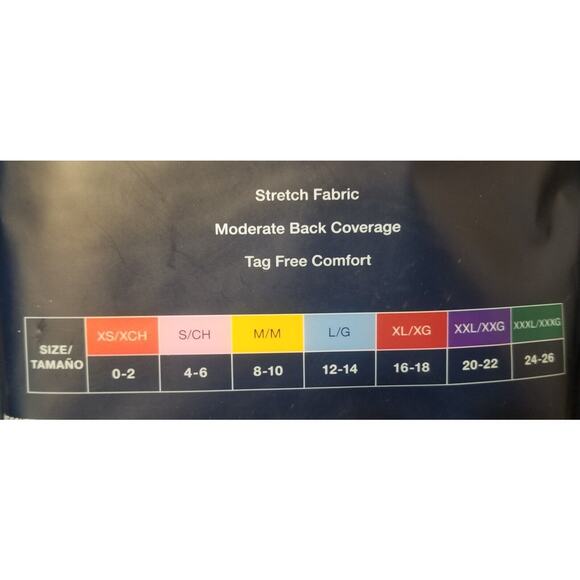 Stretch Fabric
Moderate Back Coverage
Tag Free Comfort
SIZE/
TAMAÑO
XS/XCH S/CH M/M L/G XL/XG XXL/XXG XXXL/XXXG
0-2 4-6 8-10 12-14 16-18 20-22 24-26